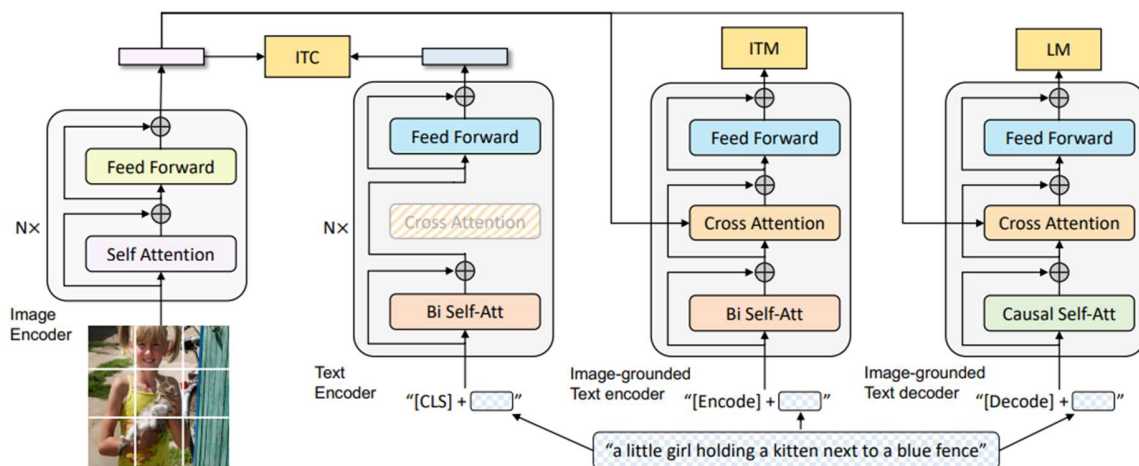 ITC
ITM
LM
Feed Forward
Self Attention
N×
Image
Encoder
Feed Forward
Cross Attention
Bi Self-Att
N×
Text
Encoder
"[CLS] + "
Feed Forward
Cross Attention
Bi Self-Att
Image-grounded
Text encoder
"[Encode] + "
Feed Forward
Cross Attention
Causal Self-Att
Image-grounded
Text decoder
"[Decode] + "
"a little girl holding a kitten next to a blue fence"